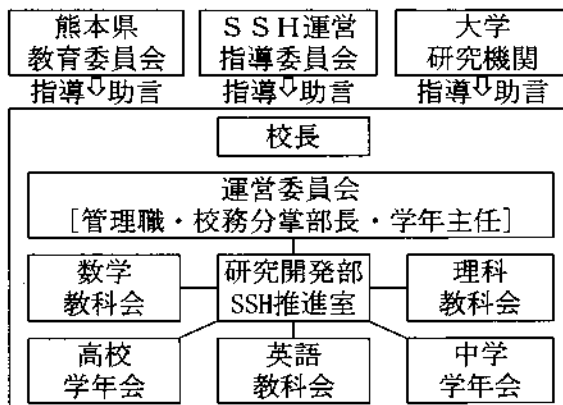 熊本県
教育委員会
SSH運営
指導委員会
大学
研究機関
指導⇩助言
指導⇩助言
指導⇩助言
校長
運営委員会
[管理職・校務分掌部長・学年主任]
数学
教科会
研究開発部
SSH推進室
理科
教科会
高校
学年会
英語
教科会
中学
学年会